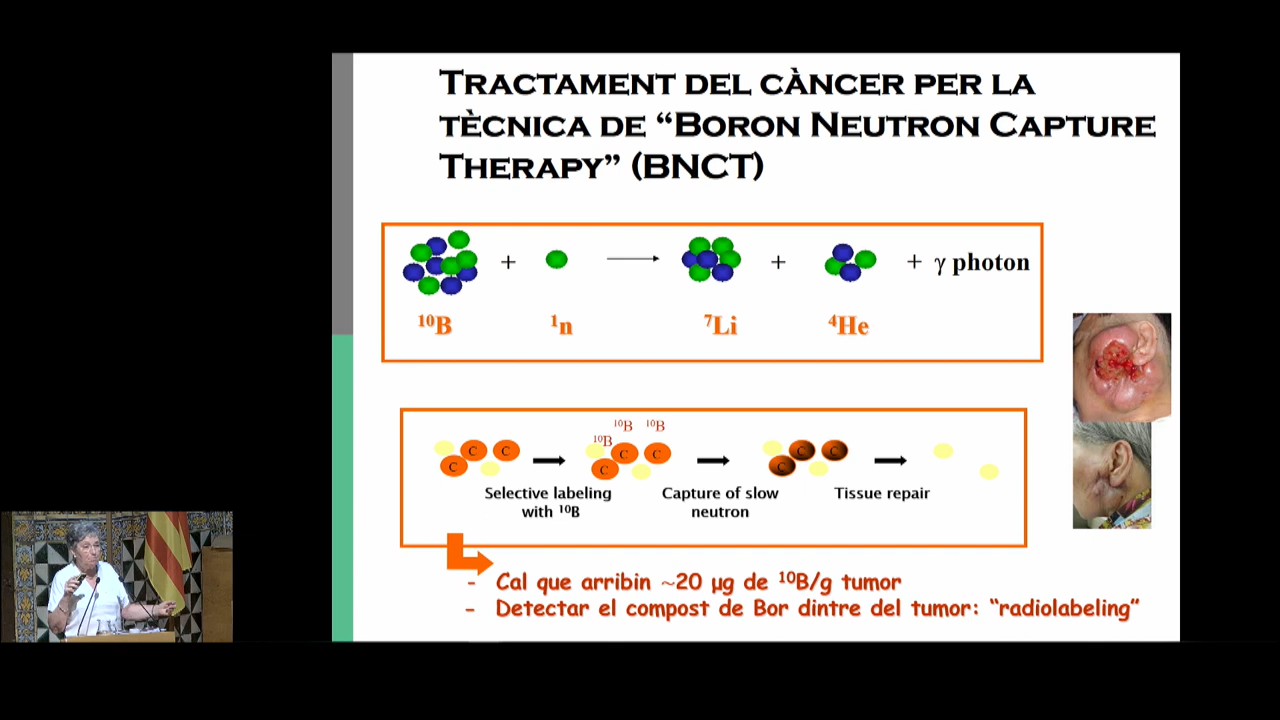 TRACTAMENT DEL CÀNCER PER LA
TÈCNICA DE “BORON NEUTRON CAPTURE
THERAPY” (BNCT)
+ + + γ photon
¹⁰B ¹n ⁷Li ⁴He
¹⁰B ¹⁰B
¹⁰B
C C C C C C
C C C
Selective labeling
with ¹⁰B
Capture of slow
neutron
Tissue repair
- Cal que arribin ~20 µg de ¹⁰B/g tumor
- Detectar el compost de Bor dintre del tumor: “radiolabeling”